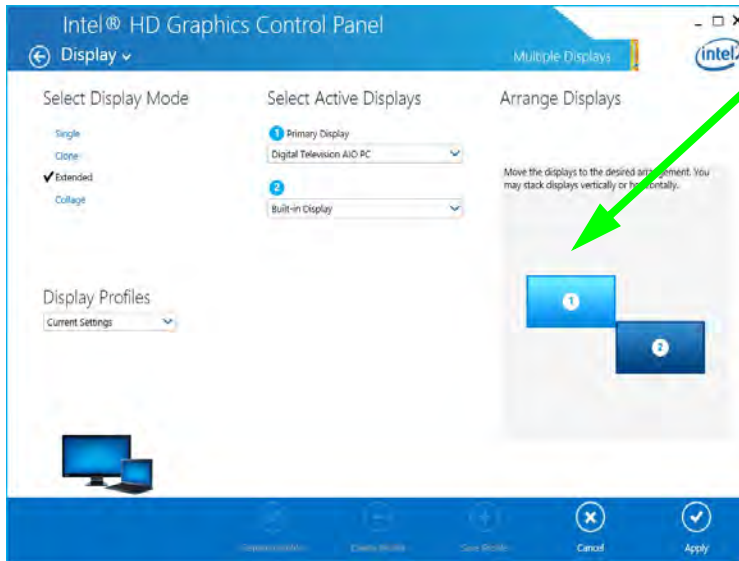 Intel® HD Graphics Control Panel
Display
Multiple Displays
intel
Select Display Mode
Single
Clone
Extended
Collage
Select Active Displays
1 Primary Display
Digital Television AIO PC
2
Built-in Display
Arrange Displays
Move the displays to the desired arrangement. You
may stack displays vertically or horizontally.
1
2
Display Profiles
Current Settings
Save Profile
Cancel
Apply